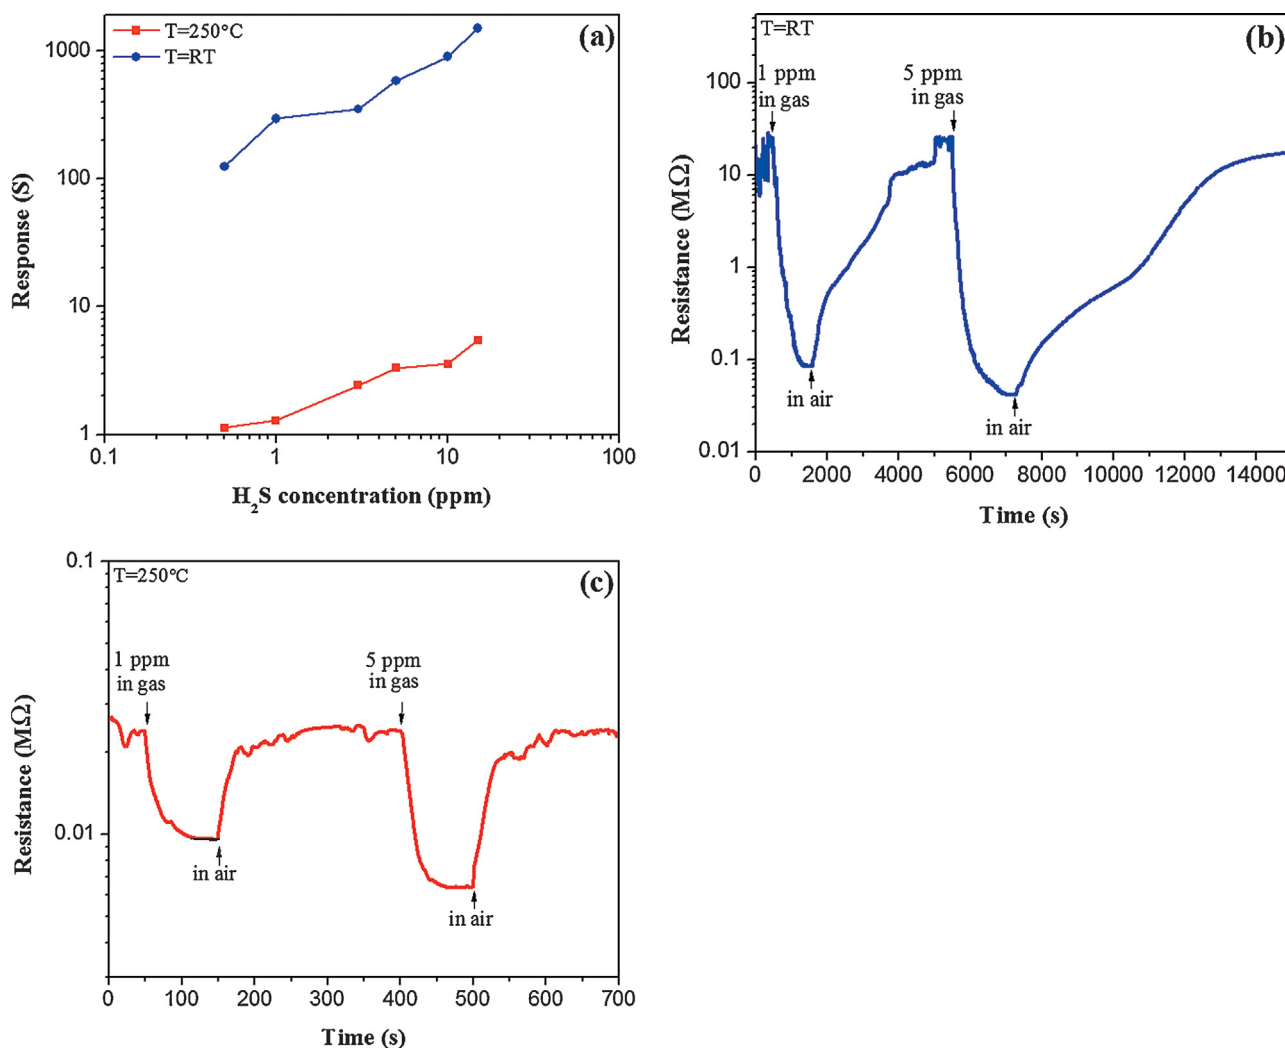 T=250°C
T=RT
(a)
1000
100
10
1
Response (S)
0.1
1
10
100
H₂S concentration (ppm)
T=RT
(b)
1 ppm
in gas
5 ppm
in gas
100
10
1
0.1
0.01
Resistance (MΩ)
in air
in air
0
2000
4000
6000
8000
10000
12000
14000
Time (s)
T=250°C
(c)
0.1
0.01
Resistance (MΩ)
1 ppm
in gas
5 ppm
in gas
in air
in air
0
100
200
300
400
500
600
700
Time (s)